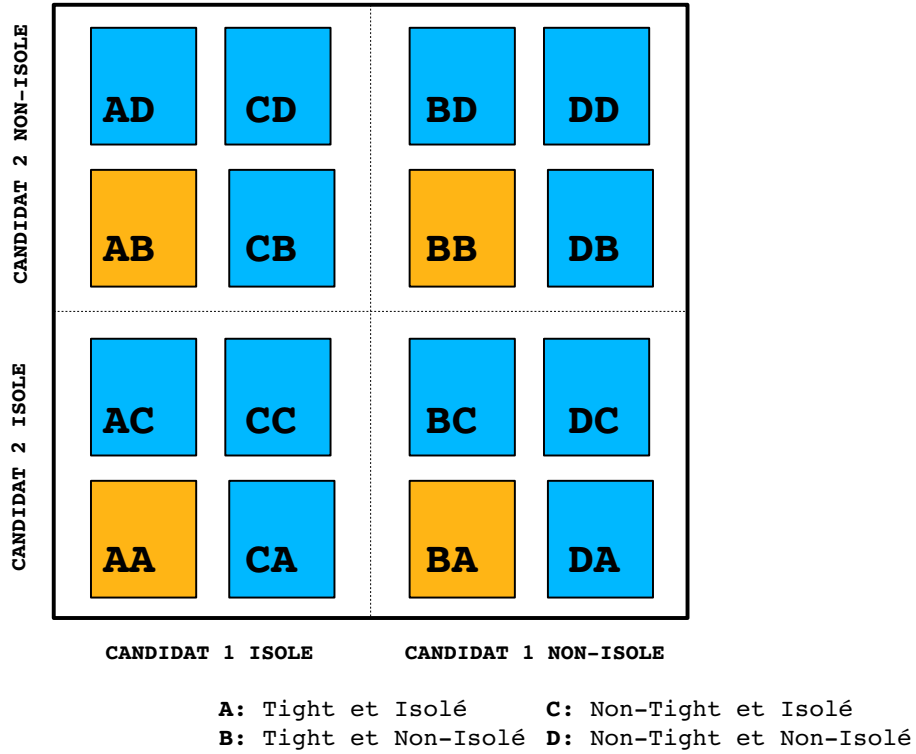 CANDIDAT 2 NON-ISOLE
AD CD BD DD
AB CB BB DB
CANDIDAT 2 ISOLE
AC CC BC DC
AA CA BA DA
CANDIDAT 1 ISOLE CANDIDAT 1 NON-ISOLE
A: Tight et Isolé C: Non-Tight et Isolé
B: Tight et Non-Isolé D: Non-Tight et Non-Isolé